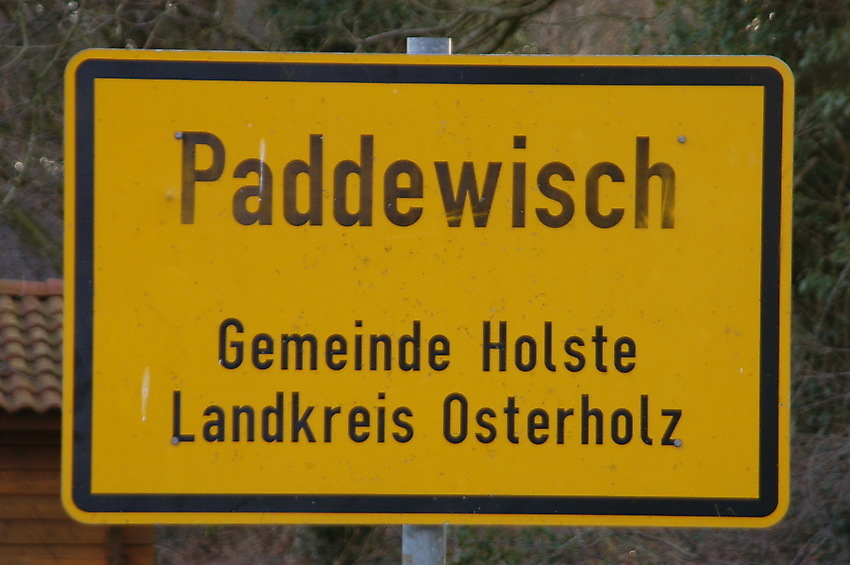 Paddewisch
Gemeinde Holste
Landkreis Osterholz